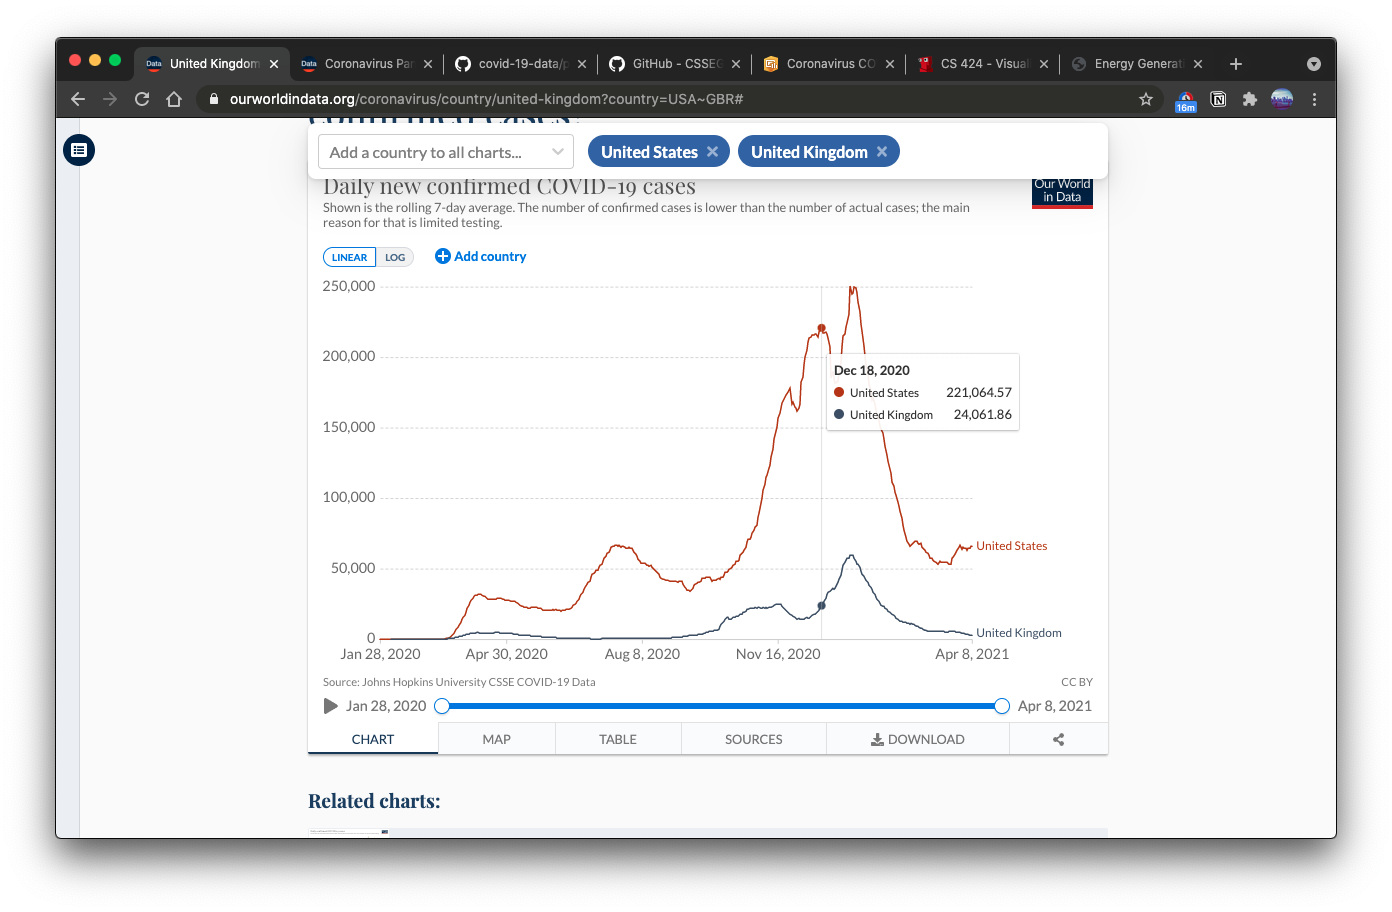 United Kingdom
Coronavirus Pan
covid-19-data/p
GitHub - CSSEG
Coronavirus CO
CS 424 - Visual
Energy Generati
ourworldindata.org/coronavirus/country/united-kingdom?country=USA~GBR#
16m
confirmed cases?
Add a country to all charts...
United States
United Kingdom
Daily new confirmed COVID-19 cases
Our World
in Data
Shown is the rolling 7-day average. The number of confirmed cases is lower than the number of actual cases; the main
reason for that is limited testing.
LINEAR LOG
Add country
250,000
200,000
150,000
100,000
50,000
0
Dec 18, 2020
United States 221,064.57
United Kingdom 24,061.86
United States
United Kingdom
Jan 28, 2020 Apr 30, 2020 Aug 8, 2020 Nov 16, 2020 Apr 8, 2021
Source: Johns Hopkins University CSSE COVID-19 Data CC BY
Jan 28, 2020 Apr 8, 2021
CHART MAP TABLE SOURCES DOWNLOAD
Related charts: